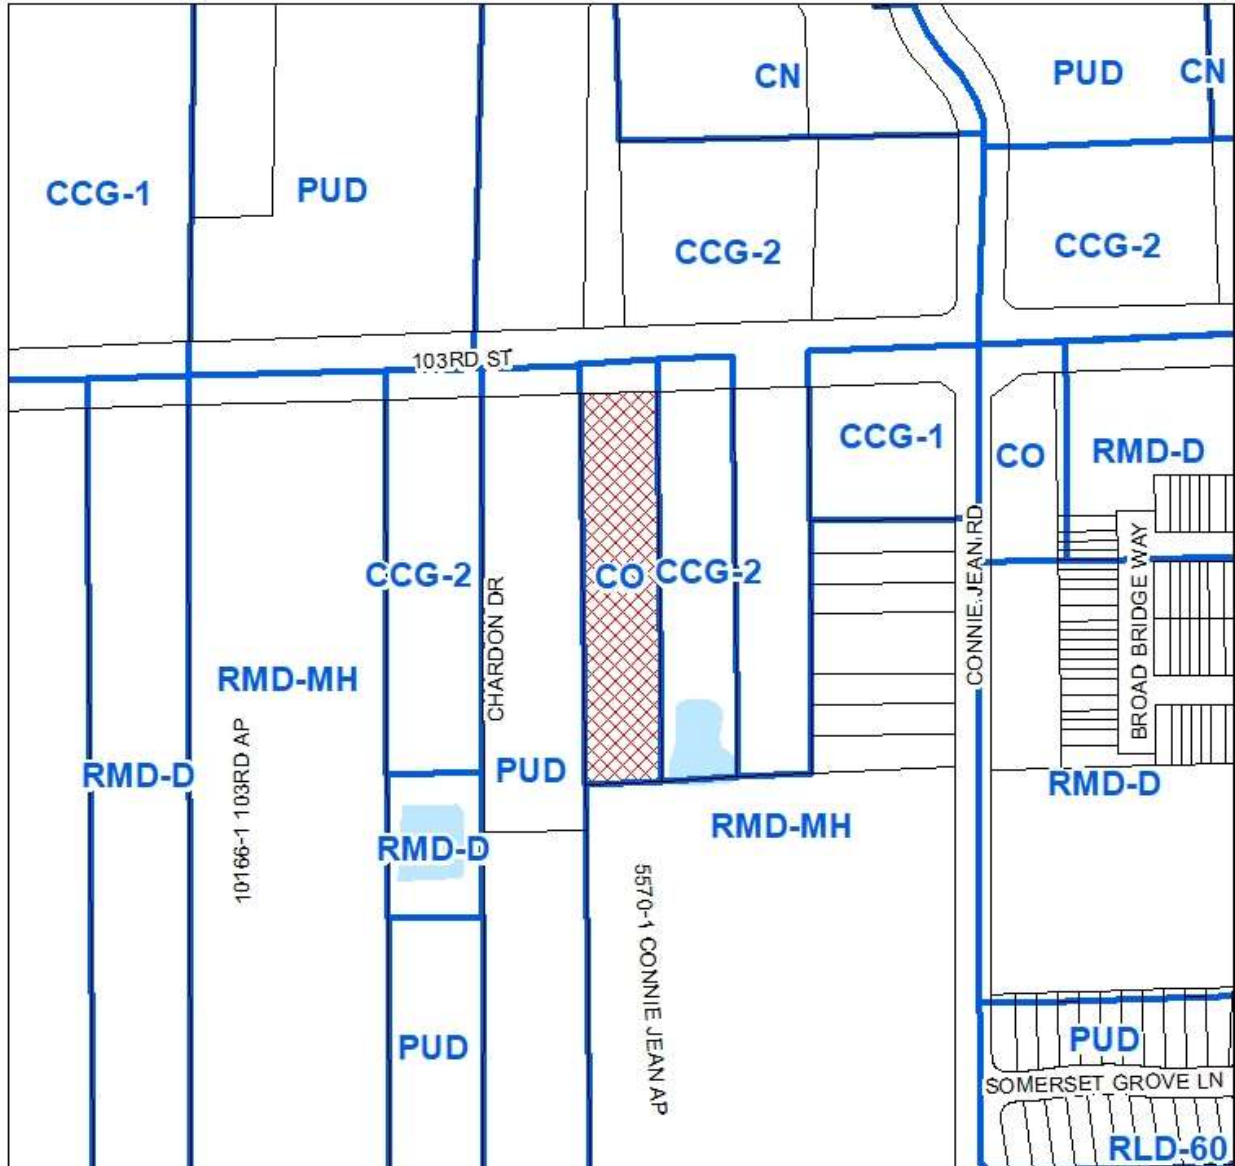 CN
PUD
CN
CCG-1
PUD
CCG-2
CCG-2
103RD ST
CCG-1
CO
RMD-D
CCG-2
CO
CCG-2
CHARDON DR
CONNIE JEAN RD
BROAD BRIDGE WAY
RMD-MH
10166-1 103RD AP
RMD-D
PUD
RMD-D
RMD-MH
RMD-D
5570-1 CONNIE JEAN AP
PUD
PUD
SOMERSET GROVE LN
RLD-60